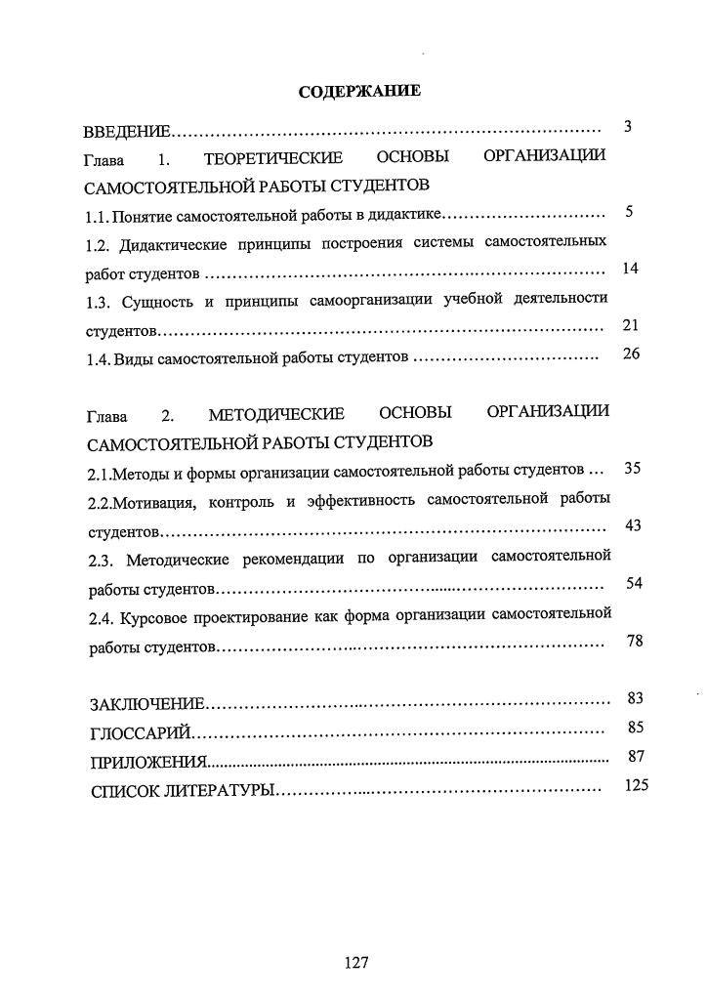 СОДЕРЖАНИЕ
ВВЕДЕНИЕ........................................................................ 3
Глава 1. ТЕОРЕТИЧЕСКИЕ ОСНОВЫ ОРГАНИЗАЦИИ
САМОСТОЯТЕЛЬНОЙ РАБОТЫ СТУДЕНТОВ
1.1. Понятие самостоятельной работы в дидактике............................ 5
1.2. Дидактические принципы построения системы самостоятельных
работ студентов .................................................................... 14
1.3. Сущность и принципы самоорганизации учебной деятельности
студентов........................................................................... 21
1.4. Виды самостоятельной работы студентов ............................... 26
Глава 2. МЕТОДИЧЕСКИЕ ОСНОВЫ ОРГАНИЗАЦИИ
САМОСТОЯТЕЛЬНОЙ РАБОТЫ СТУДЕНТОВ
2.1.Методы и формы организации самостоятельной работы студентов ... 35
2.2.Мотивация, контроль и эффективность самостоятельной работы
студентов........................................................................... 43
2.3. Методические рекомендации по организации самостоятельной
работы студентов.................................................................. 54
2.4. Курсовое проектирование как форма организации самостоятельной
работы студентов.................................................................. 78
ЗАКЛЮЧЕНИЕ.................................................................... 83
ГЛОССАРИЙ...................................................................... 85
ПРИЛОЖЕНИЯ.................................................................... 87
СПИСОК ЛИТЕРАТУРЫ....................................................... 125
127